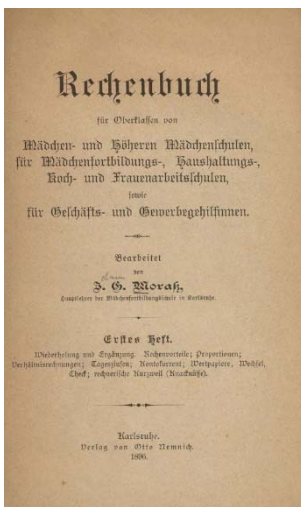 Rechenbuch
für Oberklassen von
Mädchen- und Höheren Mädchenschulen,
für Mädchenfortbildungs-, Haushaltungs-,
Koch- und Frauenarbeitsschulen,
sowie
für Geschäfts- und Gewerbegehilfinnen.
Bearbeitet
von
J. G. Moratz,
Hauptlehrer der Mädchenfortbildungsschule in Karlsruhe.
Erstes Heft.
Wiederholung und Ergänzung. Rechenvorteile; Proportionen;
Verhältnisrechnungen; Tageszinsen; Kontokorrent; Wertpapiere, Wechsel,
Check; rechnerische Kurzweil (Knacknüsse).
Karlsruhe.
Verlag von Otto Nemnich.
1896.